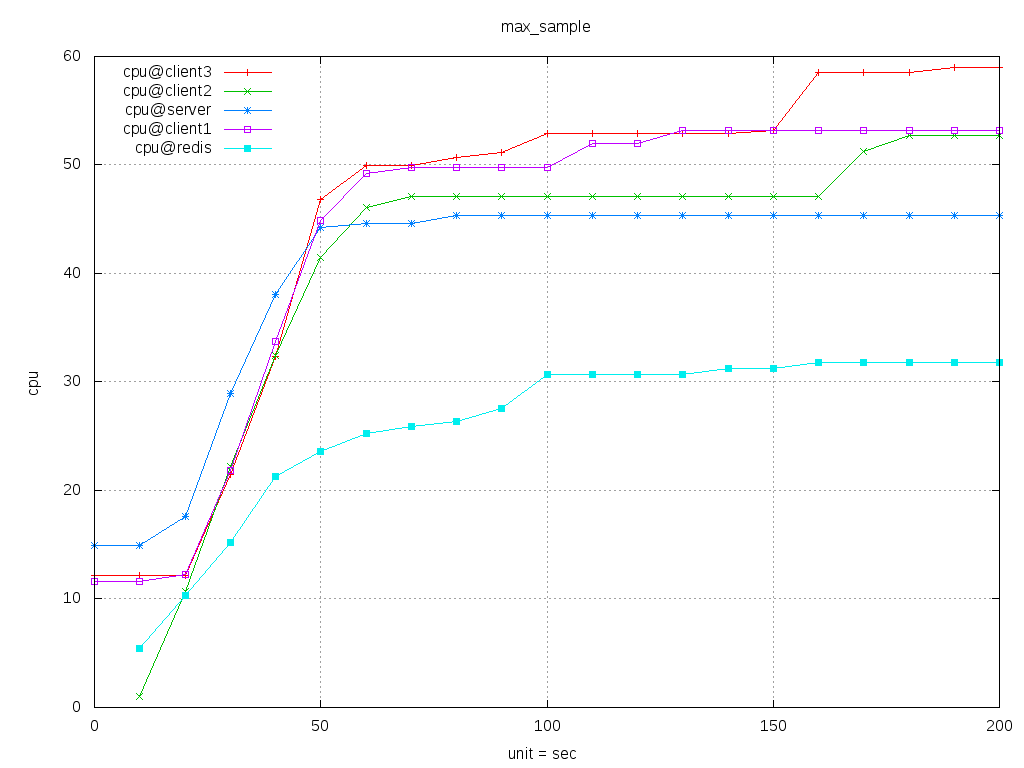 max_sample
cpu@client3
cpu@client2
cpu@server
cpu@client1
cpu@redis
60
50
40
30
20
10
0
cpu
0 50 100 150 200
unit = sec